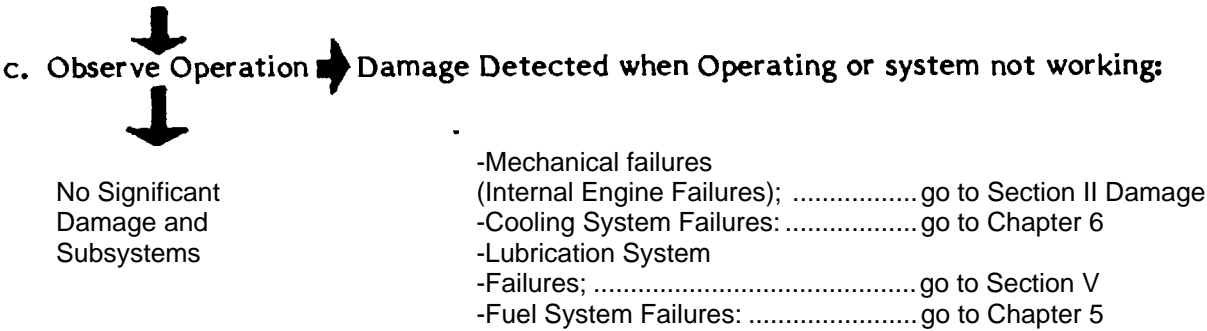 c. Observe Operation Damage Detected when Operating or system not working:
No Significant
Damage and
Subsystems
-Mechanical failures
(Internal Engine Failures); .................go to Section II Damage
-Cooling System Failures: ..................go to Chapter 6
-Lubrication System
-Failures; ............................................go to Section V
-Fuel System Failures: .......................go to Chapter 5